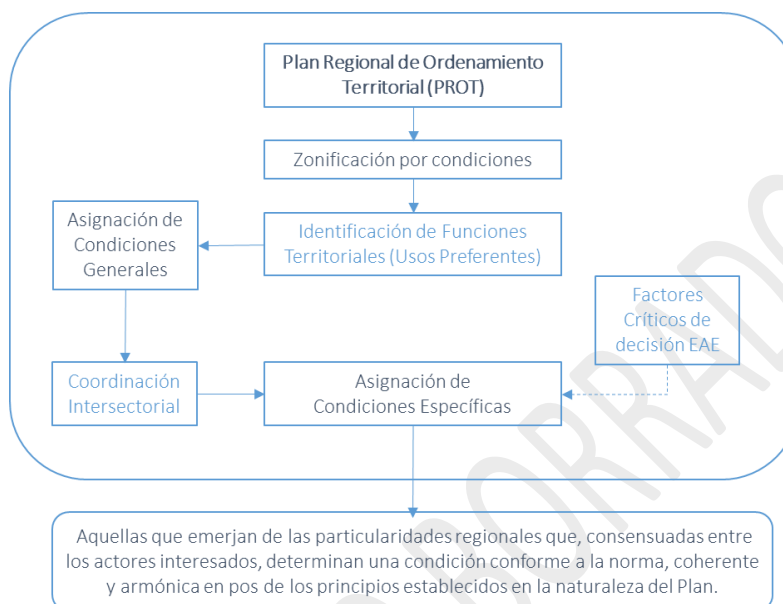 Plan Regional de Ordenamiento
Territorial (PROT)
Zonificación por condiciones
Asignación de
Condiciones
Generales
Identificación de Funciones
Territoriales (Usos Preferentes)
Factores
Críticos de
decisión EAE
Coordinación
Intersectorial
Asignación de
Condiciones Específicas
Aquellas que emerjan de las particularidades regionales que, consensuadas entre
los actores interesados, determinan una condición conforme a la norma, coherente
y armónica en pos de los principios establecidos en la naturaleza del Plan.
BORRADO